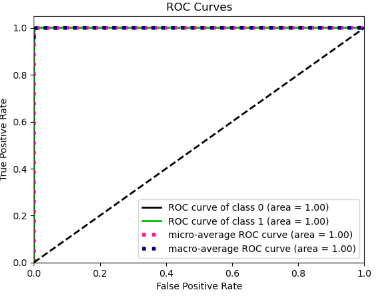 ROC Curves
True Positive Rate
1.0
0.8
0.6
0.4
0.2
0.0
ROC curve of class 0 (area = 1.00)
ROC curve of class 1 (area = 1.00)
micro-average ROC curve (area = 1.00)
macro-average ROC curve (area = 1.00)
0.0 0.2 0.4 0.6 0.8 1.0
False Positive Rate